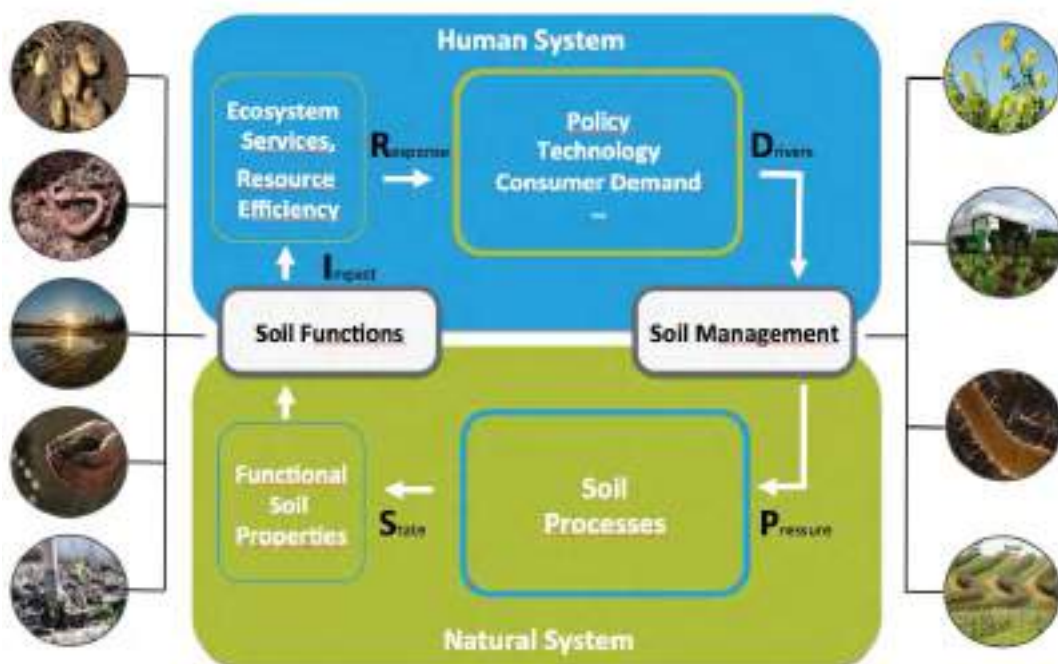 Human System
Ecosystem
Services,
Resource
Efficiency
Response
Policy
Technology
Consumer Demand
...
Drivers
Impact
Soil Functions
Soil Management
Functional
Soil
Properties
State
Soil
Processes
Pressure
Natural System